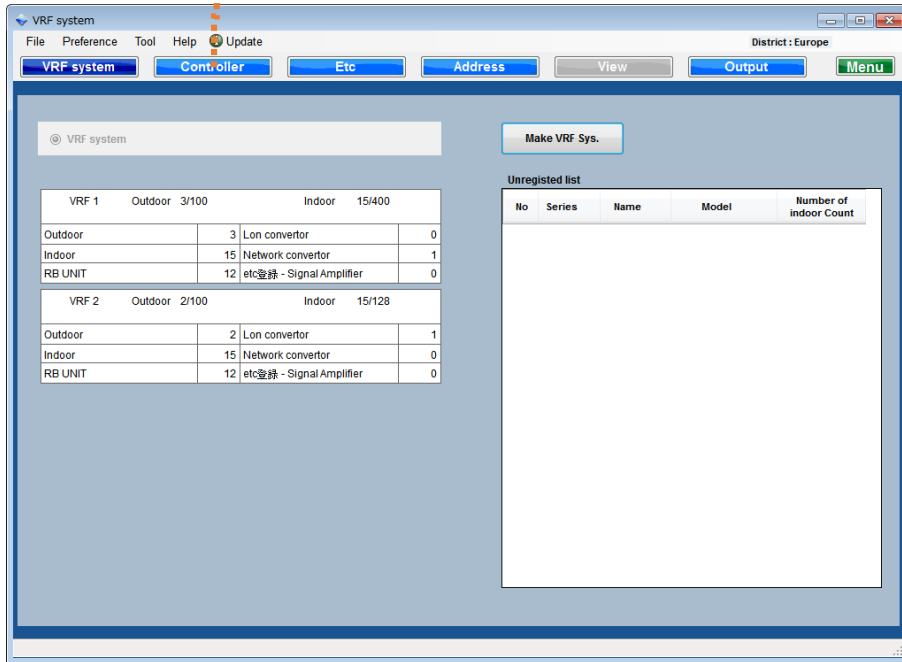 VRF system
File Preference Tool Help Update District : Europe
VRF system Controller Etc Address View Output Menu
VRF system
Make VRF Sys.
Unregisted list
No Series Name Model Number of indoor Count
VRF 1 Outdoor 3/100 Indoor 15/400
Outdoor 3 Lon convertor 0
Indoor 15 Network convertor 1
RB UNIT 12 etc登録 - Signal Amplifier 0
VRF 2 Outdoor 2/100 Indoor 15/128
Outdoor 2 Lon convertor 1
Indoor 15 Network convertor 0
RB UNIT 12 etc登録 - Signal Amplifier 0